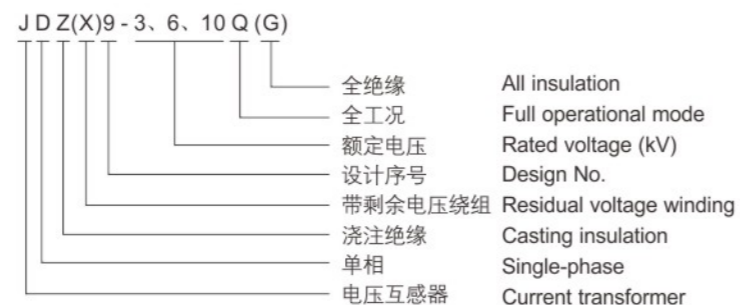 J D Z(X)9 - 3、6、10 Q (G)
全绝缘 All insulation
全工况 Full operational mode
额定电压 Rated voltage (kV)
设计序号 Design No.
带剩余电压绕组 Residual voltage winding
浇注绝缘 Casting insulation
单相 Single-phase
电压互感器 Current transformer